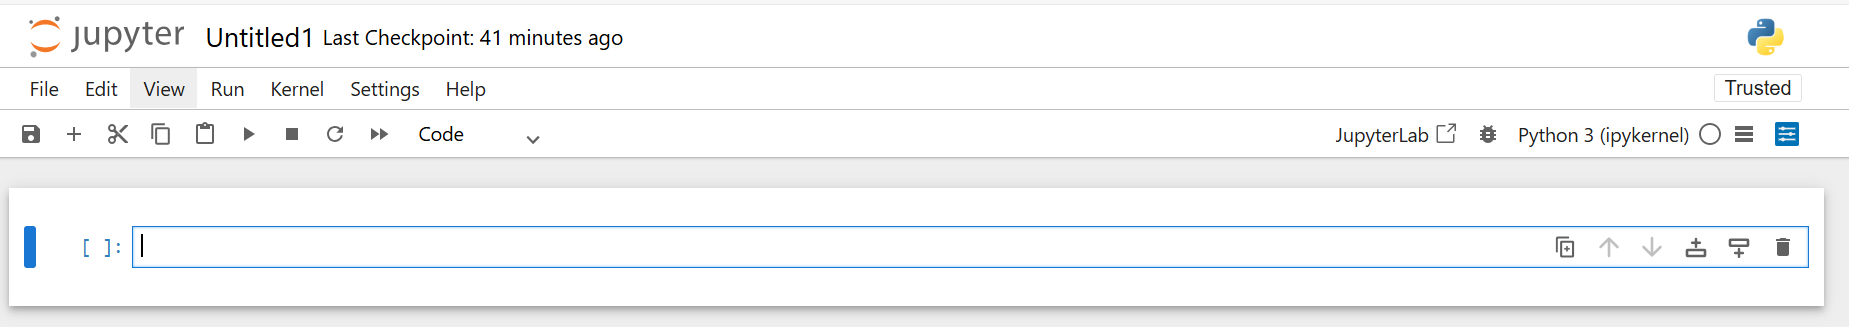 jupyter Untitled1 Last Checkpoint: 41 minutes ago
File Edit View Run Kernel Settings Help Trusted
Code JupyterLab Python 3 (ipykernel)
[ ]: